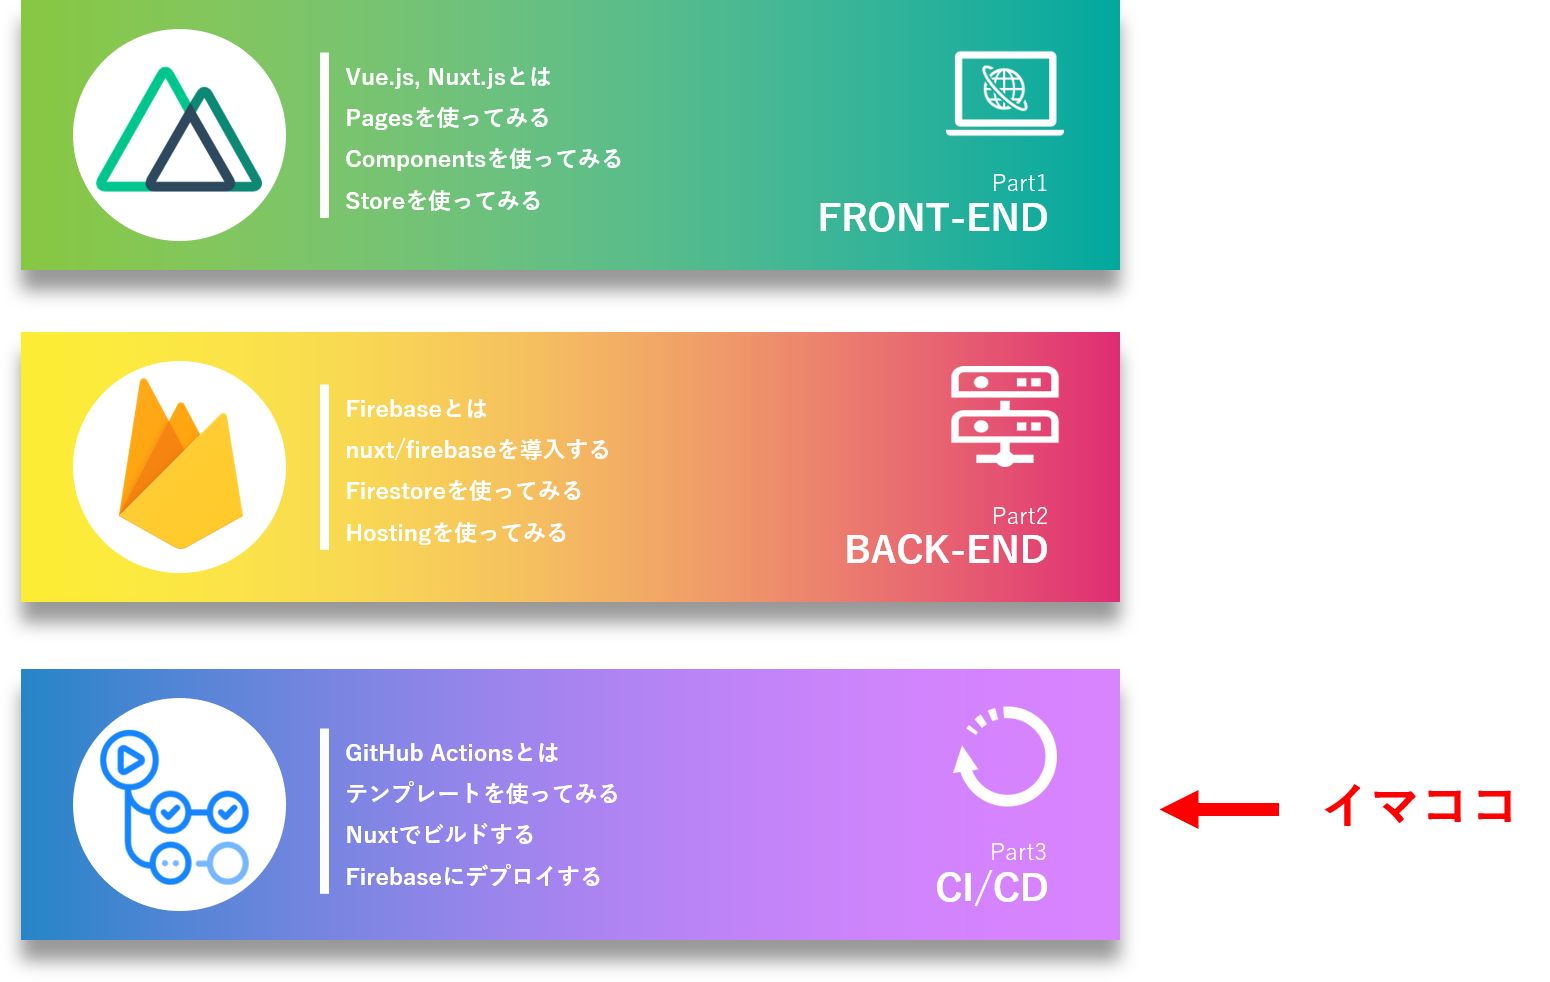 Vue.js, Nuxt.jsとは
Pagesを使ってみる
Componentsを使ってみる
Storeを使ってみる
Part1
FRONT-END
Firebaseとは
nuxt/firebaseを導入する
Firestoreを使ってみる
Hostingを使ってみる
Part2
BACK-END
GitHub Actionsとは
テンプレートを使ってみる
Nuxtでビルドする
Firebaseにデプロイする
Part3
CI/CD
イマココ